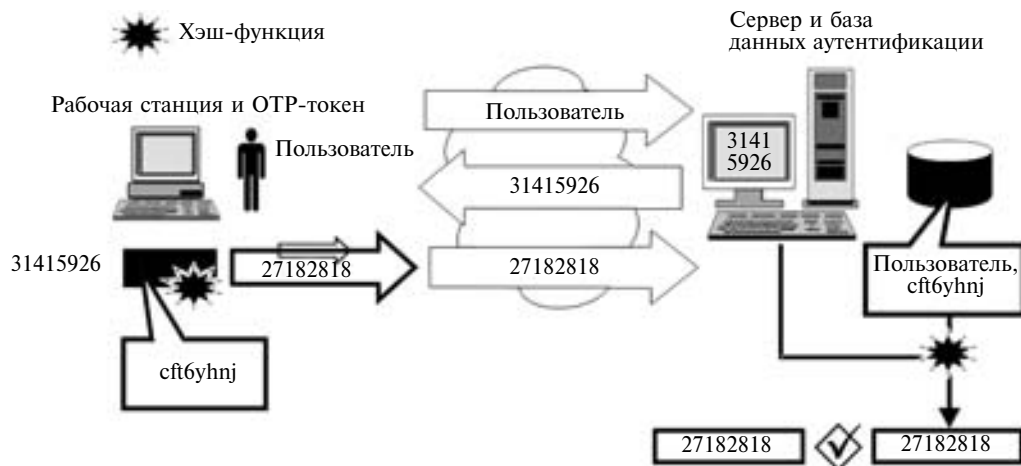 Хэш-функция
Сервер и база
данных аутентификации
Рабочая станция и ОТР-токен
Пользователь
Пользователь
3141
5926
31415926
31415926
27182818
27182818
Пользователь,
cft6yhnj
cft6yhnj
27182818
27182818